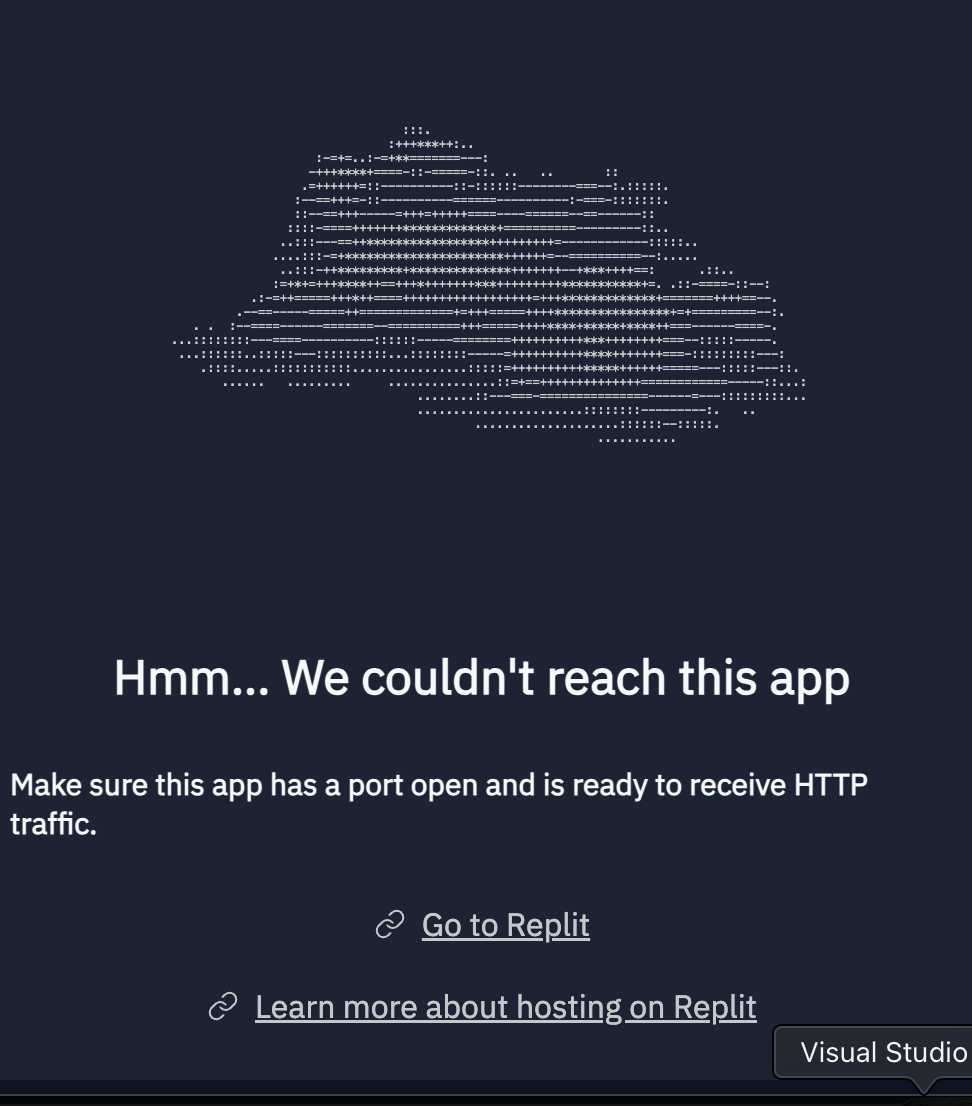 Hmm... We couldn't reach this app
Make sure this app has a port open and is ready to receive HTTP
traffic.
Go to Replit
Learn more about hosting on Replit
Visual Studio